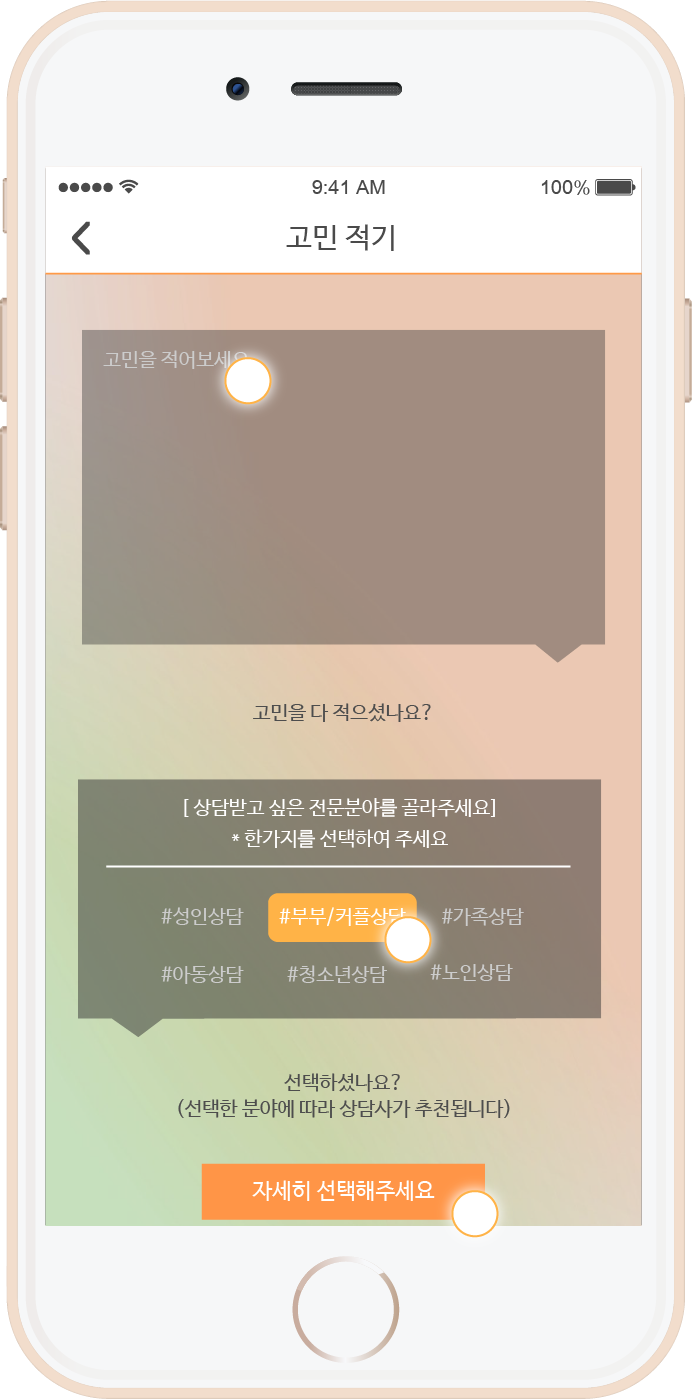 9:41 AM 100%
고민 적기
고민을 적어보세요
고민을 다 적으셨나요?
[ 상담받고 싶은 전문분야를 골라주세요]
* 한가지를 선택하여 주세요
#성인상담 #부부/커플상담 #가족상담
#아동상담 #청소년상담 #노인상담
선택하셨나요?
(선택한 분야에 따라 상담사가 추천됩니다)
자세히 선택해주세요